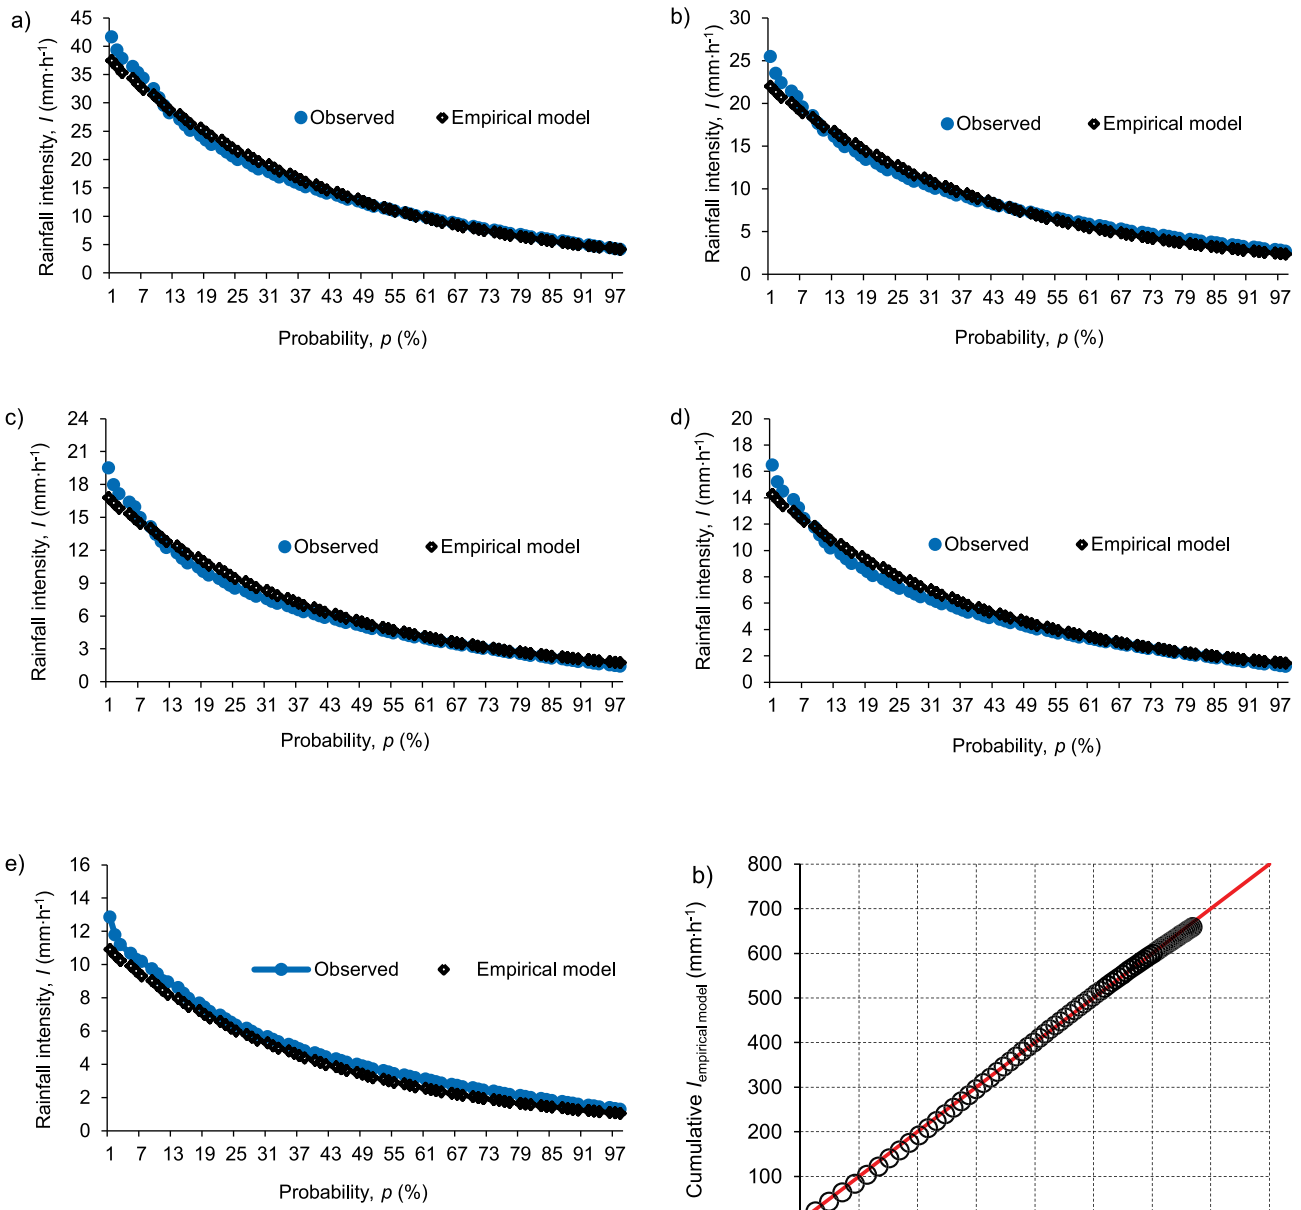 a)
Rainfall intensity, I (mm·h⁻¹)
45
40
35
30
25
20
15
10
5
0
Observed
Empirical model
1 7 13 19 25 31 37 43 49 55 61 67 73 79 85 91 97
Probability, p (%)
b)
Rainfall intensity, I (mm·h⁻¹)
30
25
20
15
10
5
0
Observed
Empirical model
1 7 13 19 25 31 37 43 49 55 61 67 73 79 85 91 97
Probability, p (%)
c)
Rainfall intensity, I (mm·h⁻¹)
24
21
18
15
12
9
6
3
0
Observed
Empirical model
1 7 13 19 25 31 37 43 49 55 61 67 73 79 85 91 97
Probability, p (%)
d)
Rainfall intensity, I (mm·h⁻¹)
20
18
16
14
12
10
8
6
4
2
0
Observed
Empirical model
1 7 13 19 25 31 37 43 49 55 61 67 73 79 85 91 97
Probability, p (%)
e)
Rainfall intensity, I (mm·h⁻¹)
16
14
12
10
8
6
4
2
0
Observed
Empirical model
1 7 13 19 25 31 37 43 49 55 61 67 73 79 85 91 97
Probability, p (%)
b)
Cumulative I empirical model (mm·h⁻¹)
800
700
600
500
400
300
200
100